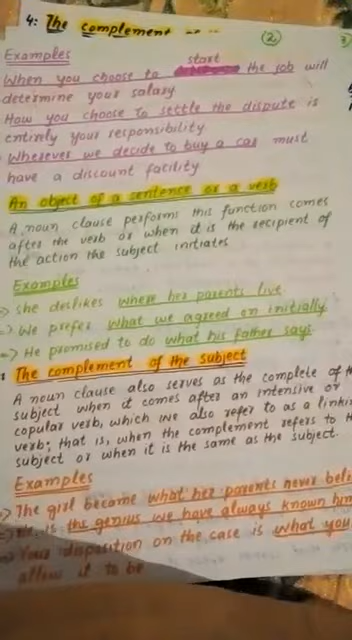 4: The complement
(2)
Examples
start
When you choose to the job will
determine your salary
How you choose to settle the dispute is
entirely your responsibility
Wherever we decide to buy a car must
have a discount facility
An object of a sentence or a verb
A noun clause performs this function comes
after the verb or when it is the recipient of
the action the subject initiates
Examples
She deslikes where her parents live
=> We prefer what we agreed on initially
=> He promised to do what his father says
The complement of the subject
A noun clause also serves as the complete of th
subject when it comes after an intensive or
copular verb, which we also refer to as a linkin
verb; that is, when the complement refers to th
subject or when it is the same as the subject.
Examples
=> The girl became what her parents never beli
is the genius we have always known him
Your disposition on the case is what you
allow it to be